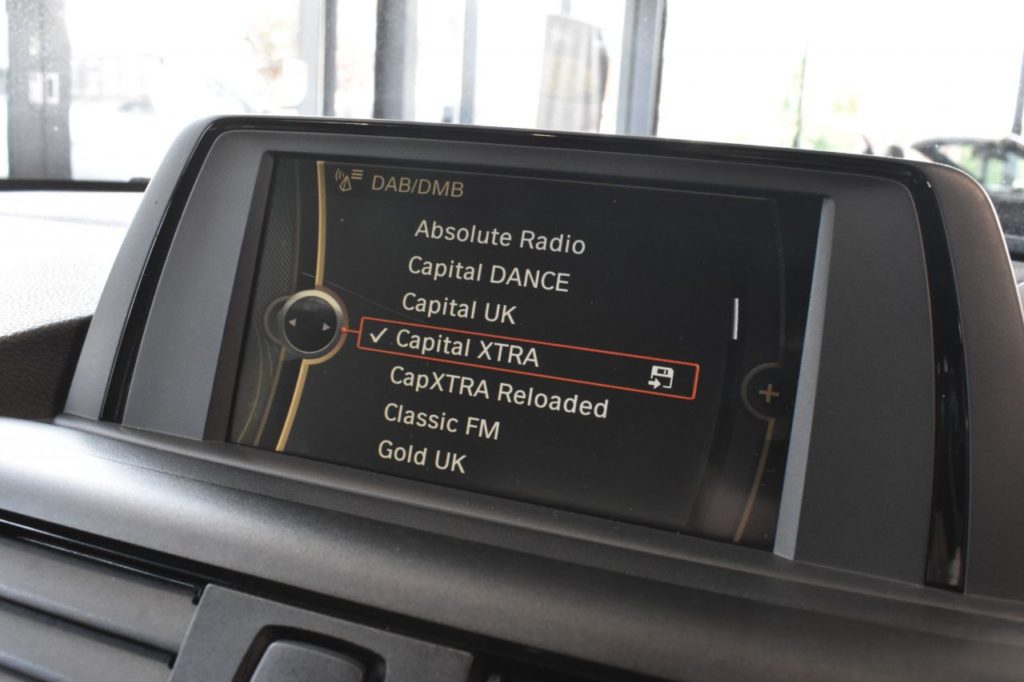 DAB/DMB
Absolute Radio
Capital DANCE
Capital UK
Capital XTRA
CapXTRA Reloaded
Classic FM
Gold UK